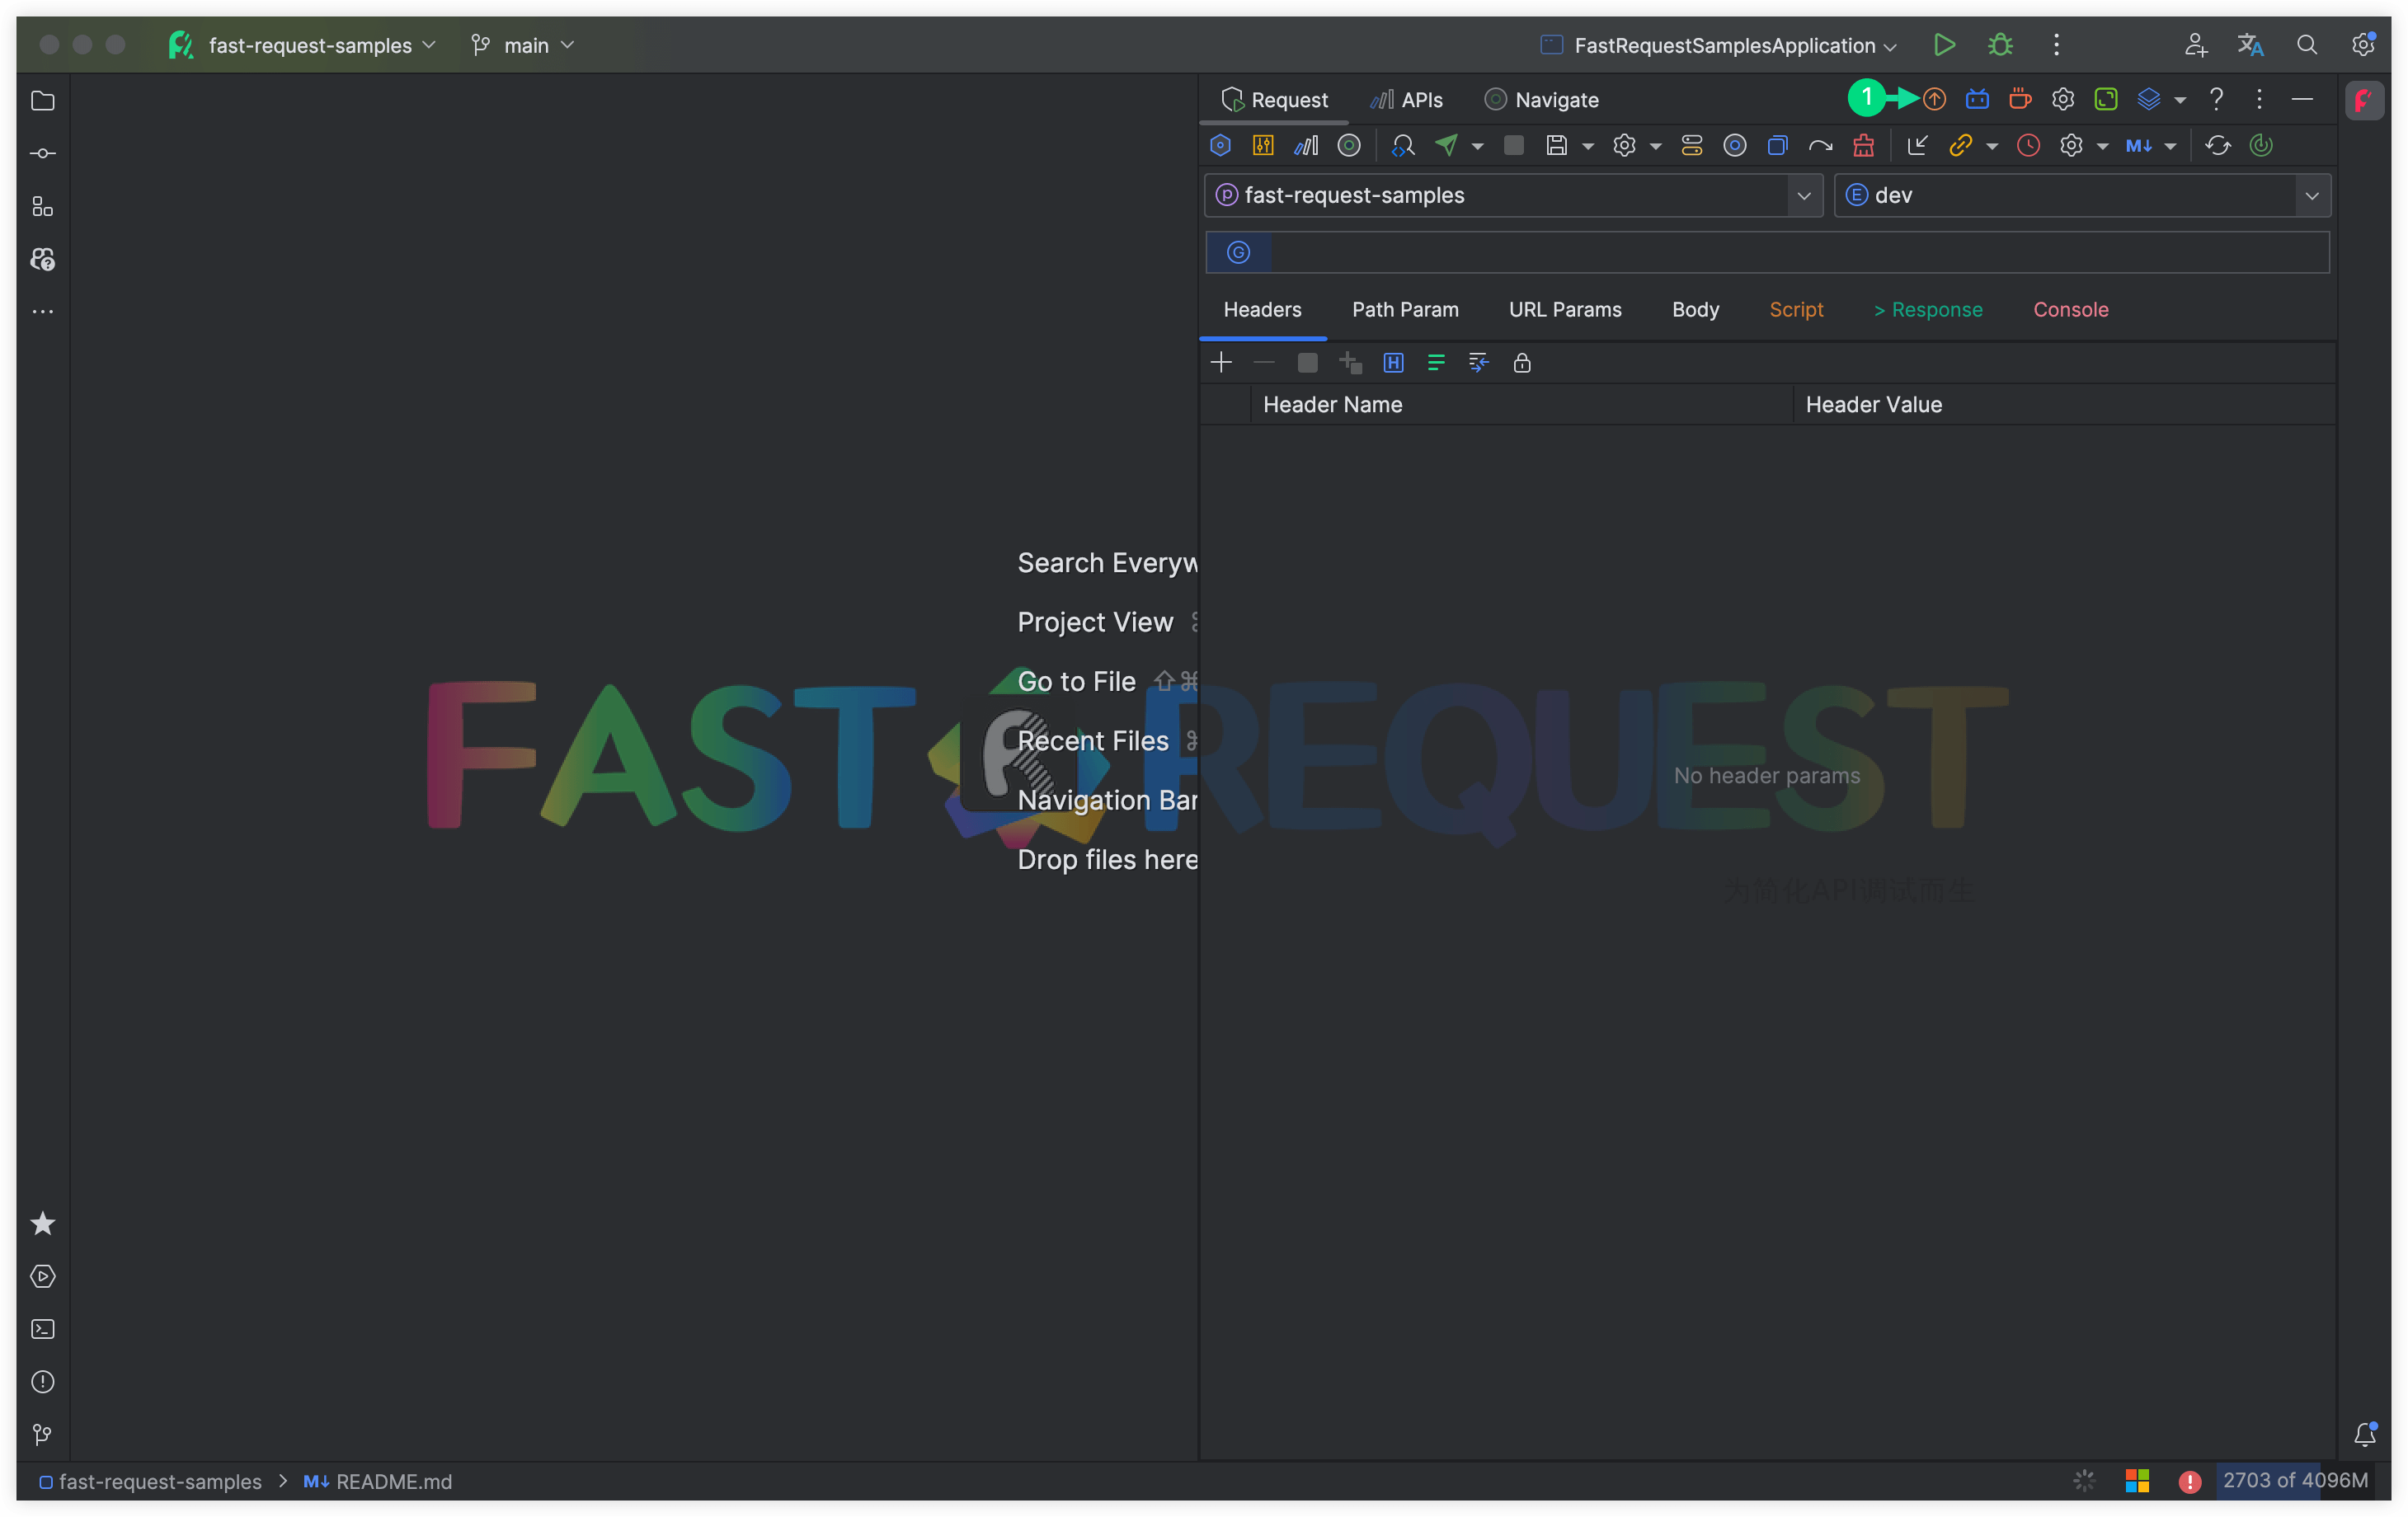 fast-request-samples
main
FastRequestSamplesApplication
Request
APIs
Navigate
1
M↓
fast-request-samples
dev
G
Headers
Path Param
URL Params
Body
Script
> Response
Console
H
Header Name
Header Value
Search Everyw
Project View ⌘
Go to File ⇧⌘
Recent Files ⌘
Navigation Bar
Drop files here
FAST REQUEST
No header params
为简化API调试而生
fast-request-samples > M↓ README.md
2703 of 4096M